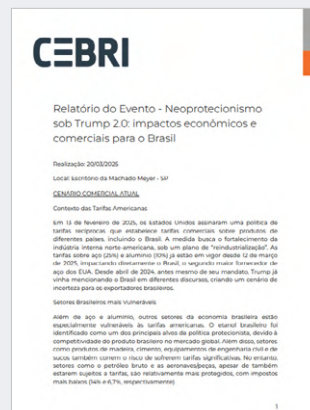 CEBRI
Relatório do Evento - Neoprotecionismo
sob Trump 2.0: impactos econômicos e
comerciais para o Brasil
Realização: 20/03/2025
Local: Escritório da Machado Meyer - SP
CENÁRIO COMERCIAL ATUAL
Contexto das Tarifas Americanas
Em 13 de fevereiro de 2025, os Estados Unidos assinaram uma política de
tarifas recíprocas que estabelece tarifas comerciais sobre produtos de
diferentes países, incluindo o Brasil. A medida busca o fortalecimento da
indústria interna norte-americana, sob um plano de "reindustrialização". As
tarifas sobre aço (25%) e alumínio (10%) já estão em vigor desde 12 de março
de 2025, impactando diretamente o Brasil, o segundo maior fornecedor de
aço dos EUA. Desde abril de 2024, antes mesmo de seu mandato, Trump já
vinha mencionando o Brasil em diferentes discursos, criando um cenário de
incerteza para os exportadores brasileiros.
Setores Brasileiros mais Vulneráveis
Além de aço e alumínio, outros setores da economia brasileira estão
especialmente vulneráveis às tarifas americanas. O etanol brasileiro foi
identificado como um dos principais alvos da política protecionista, devido à
competitividade do produto brasileiro no mercado global. Além disso, setores
como produtos de madeira, cimento, equipamentos de engenharia civil e de
sucos também correm o risco de sofrerem tarifas significativas. No entanto,
setores como o petróleo bruto e as aeronaves/peças, apesar de também
estarem sujeitos a tarifas, são relativamente mais protegidos, com impostos
mais baixos (14% e 6,7%, respectivamente)
1